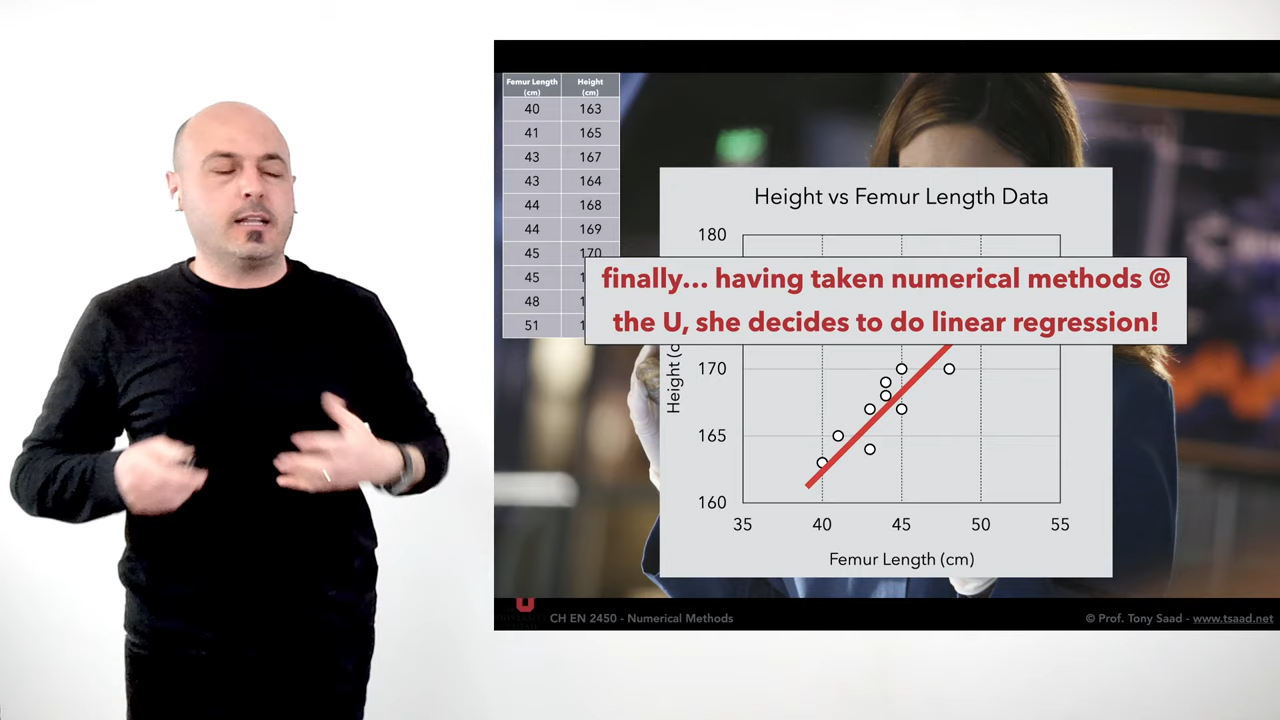 Femur Length
(cm)
Height
(cm)
40 163
41 165
43 167
43 164
44 168
44 169
45 170
45
48
51
Height vs Femur Length Data
180
finally... having taken numerical methods @
the U, she decides to do linear regression!
170
165
160
35 40 45 50 55
Height (c
Femur Length (cm)
CH EN 2450 - Numerical Methods
© Prof. Tony Saad - www.tsaad.net